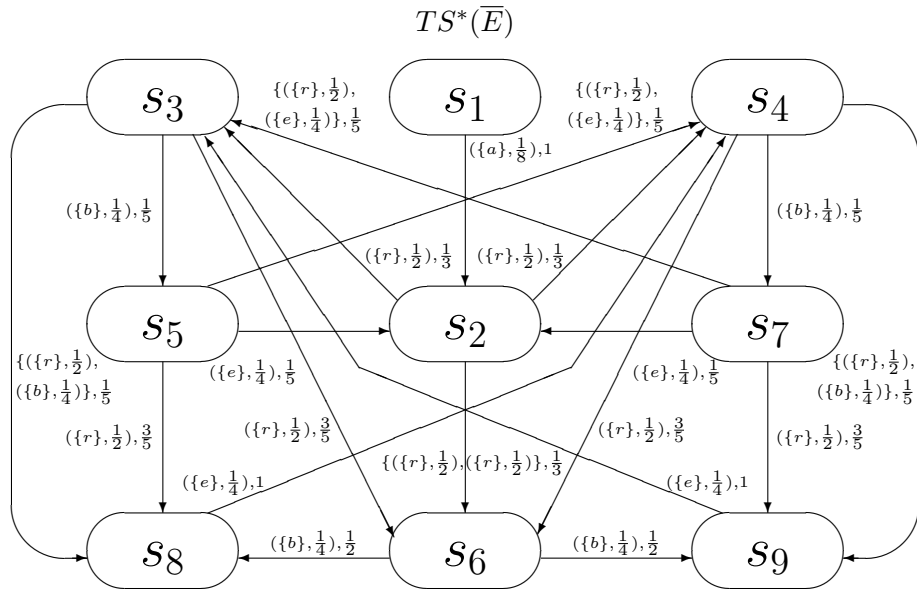 TS*(E̅)
s₃
{({r},1/2),
({e},1/4)},1/5
s₁
{({r},1/2),
({e},1/4)},1/5
s₄
({a},1/8),1
({b},1/4),1/5
({b},1/4),1/5
({r},1/2),1/3
({r},1/2),1/3
s₅
s₂
s₇
{({r},1/2),
({b},1/4)},1/5
({e},1/4),1/5
({e},1/4),1/5
{({r},1/2),
({b},1/4)},1/5
({r},1/2),3/5
({r},1/2),3/5
({r},1/2),3/5
({r},1/2),3/5
({e},1/4),1
{({r},1/2),({r},1/2)},1/3
({e},1/4),1
s₈
({b},1/4),1/2
s₆
({b},1/4),1/2
s₉